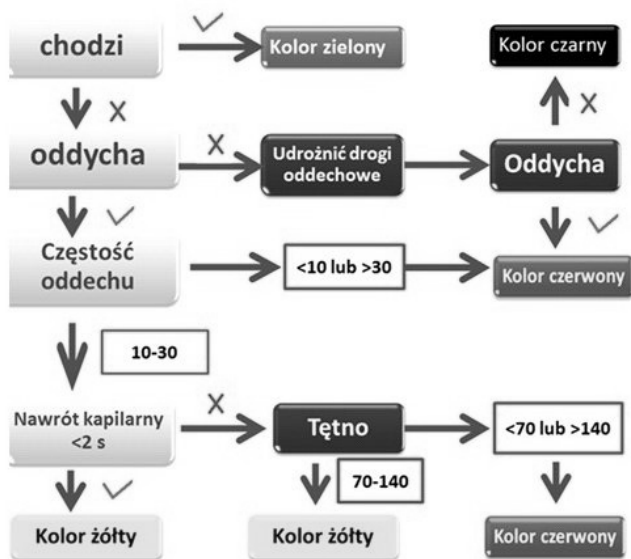 chodzi
Kolor zielony
Kolor czarny
oddycha
Udrożnić drogi
oddechowe
Oddycha
Częstość
oddechu
<10 lub >30
Kolor czerwony
10-30
Nawrót kapilarny
<2 s
Tętno
<70 lub >140
70-140
Kolor żółty
Kolor żółty
Kolor czerwony